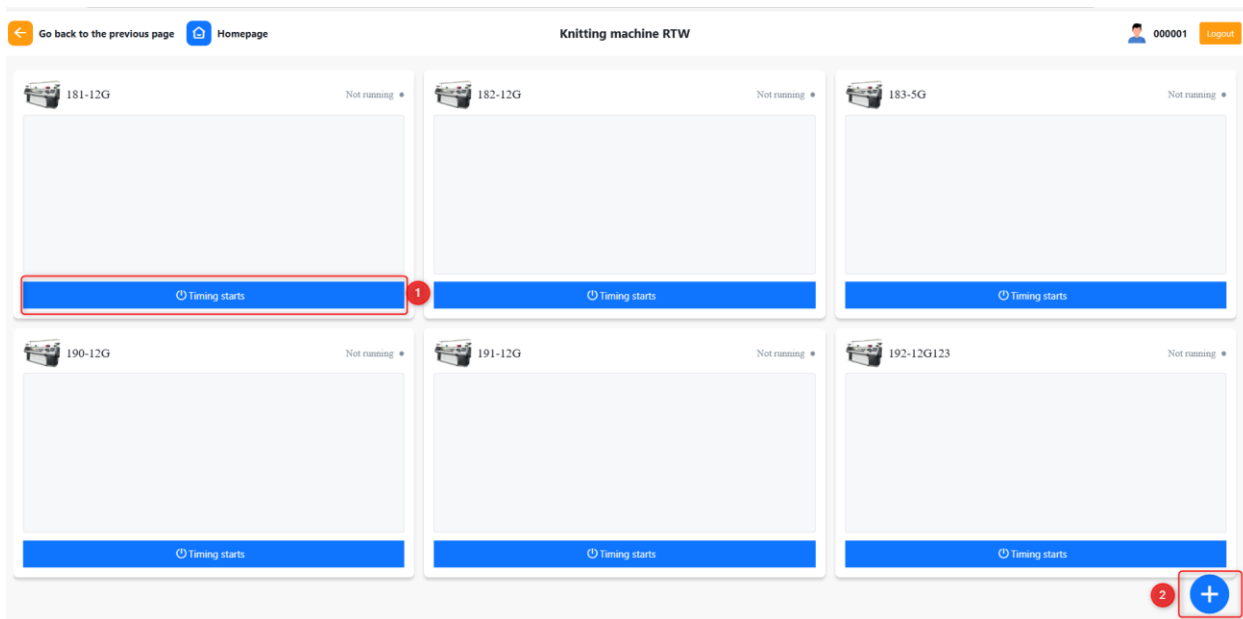 Go back to the previous page Homepage Knitting machine RTW 000001 Logout
181-12G Not running 182-12G Not running 183-5G Not running
Timing starts 1 Timing starts Timing starts
190-12G Not running 191-12G Not running 192-12G123 Not running
Timing starts Timing starts Timing starts
2